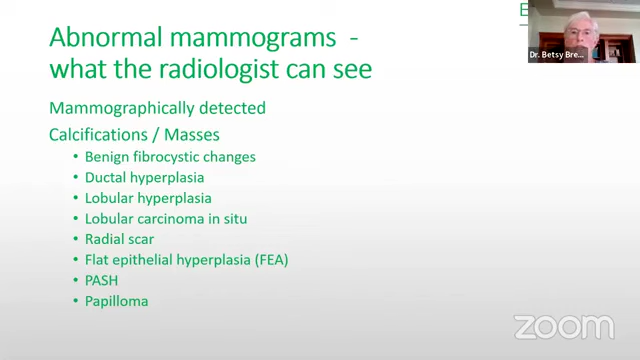 E
Abnormal mammograms -
what the radiologist can see
Dr. Betsy Bre...
Mammographically detected
Calcifications / Masses
• Benign fibrocystic changes
• Ductal hyperplasia
• Lobular hyperplasia
• Lobular carcinoma in situ
• Radial scar
• Flat epithelial hyperplasia (FEA)
• PASH
• Papilloma
zoom